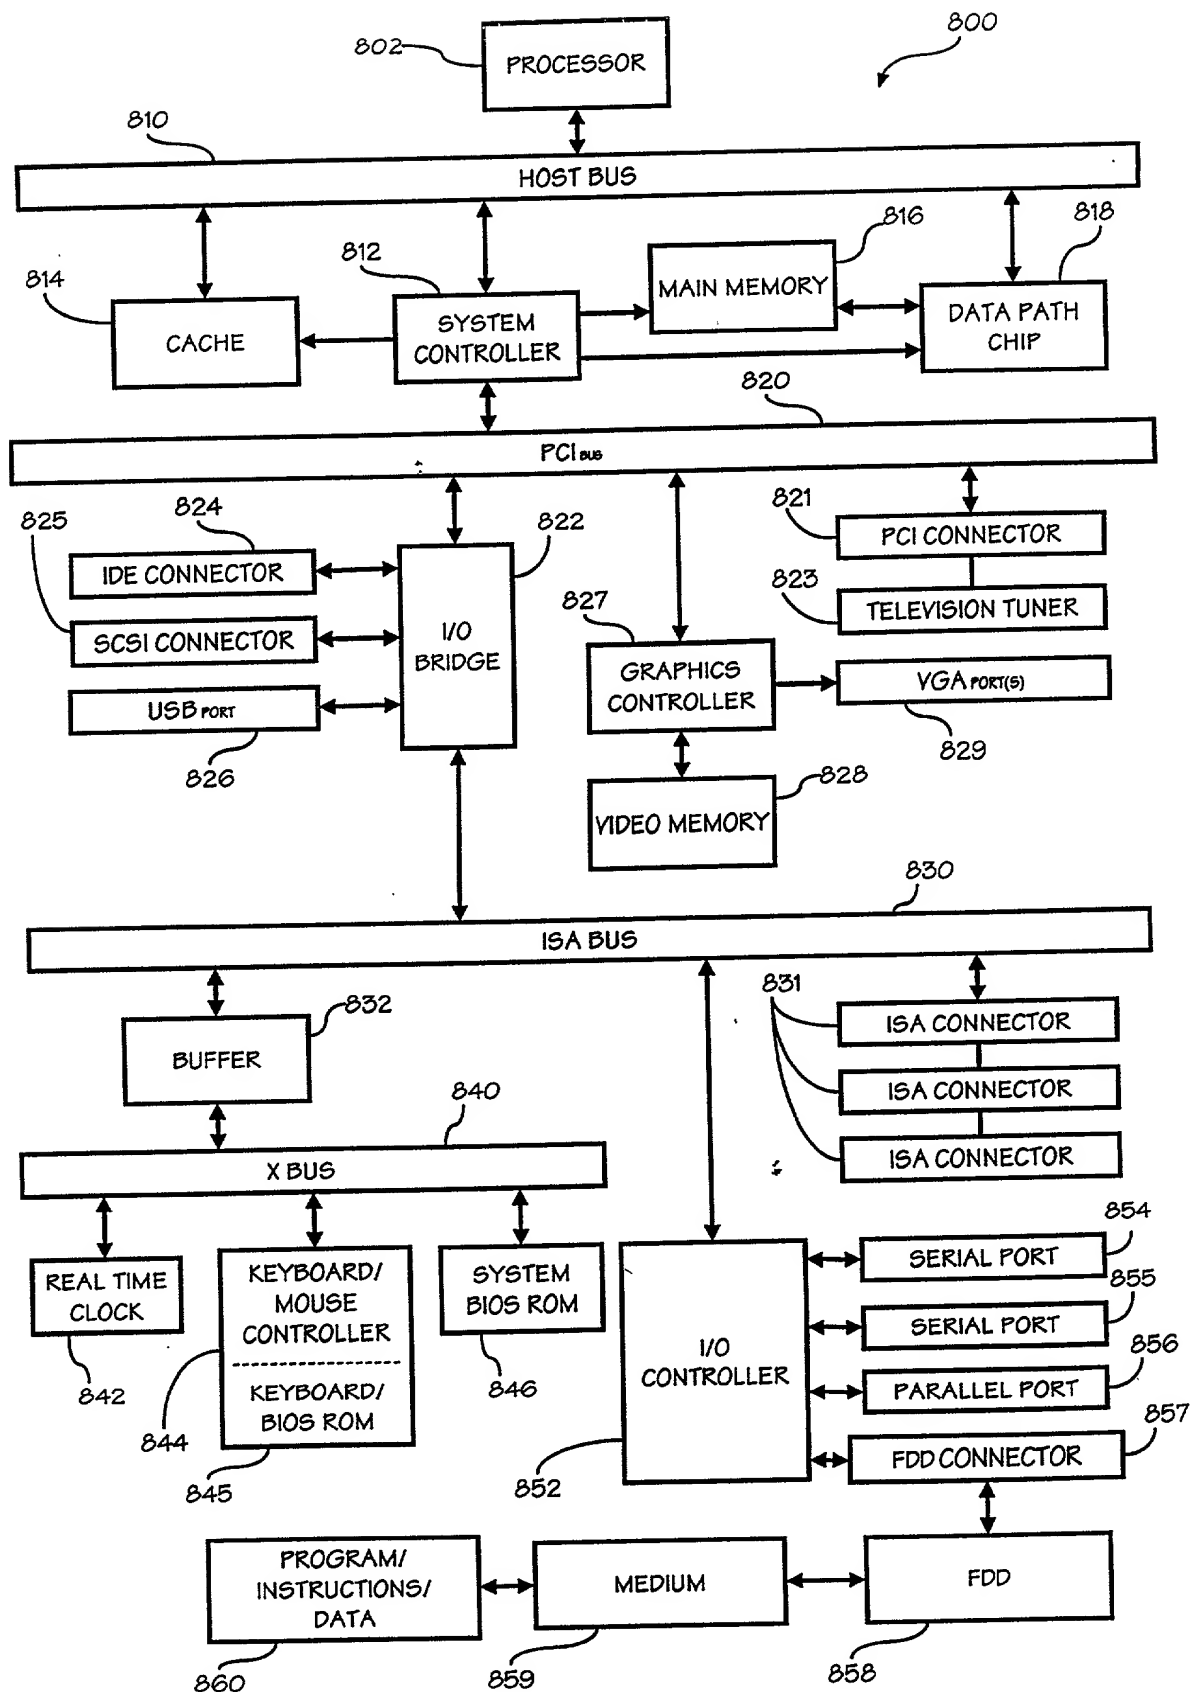 800
802
PROCESSOR
810
HOST BUS
816
818
812
814
MAIN MEMORY
CACHE
SYSTEM
CONTROLLER
DATA PATH
CHIP
820
PCI BUS
824
825
822
821
PCI CONNECTOR
IDE CONNECTOR
823
TELEVISION TUNER
827
SCSI CONNECTOR
I/O
BRIDGE
GRAPHICS
CONTROLLER
VGA PORT(S)
USB PORT
829
826
828
VIDEO MEMORY
830
ISA BUS
831
832
ISA CONNECTOR
BUFFER
ISA CONNECTOR
840
ISA CONNECTOR
X BUS
854
SERIAL PORT
REAL TIME
CLOCK
KEYBOARD/
MOUSE
CONTROLLER
SYSTEM
BIOS ROM
855
SERIAL PORT
856
I/O
CONTROLLER
842
846
KEYBOARD/
BIOS ROM
PARALLEL PORT
857
844
FDD CONNECTOR
845
852
PROGRAM/
INSTRUCTIONS/
DATA
MEDIUM
FDD
860
859
858